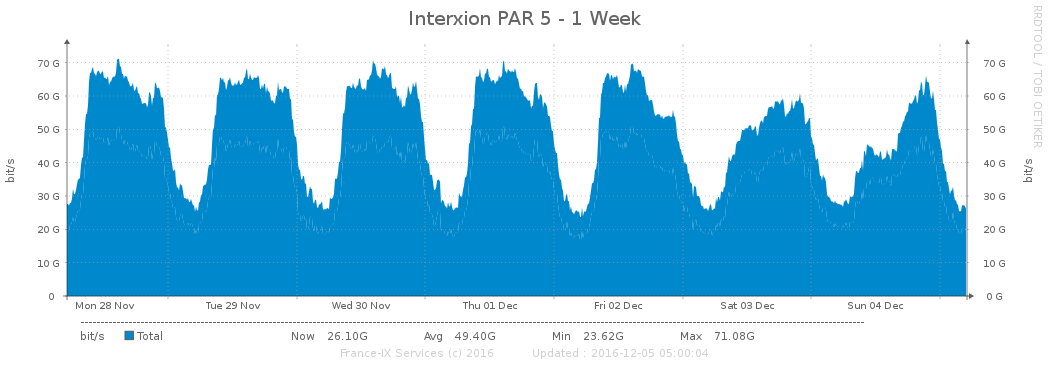 Interxion PAR 5 - 1 Week
RRDTOOL / TOBI OETIKER
bit/s
70 G
60 G
50 G
40 G
30 G
20 G
10 G
0
70 G
60 G
50 G
40 G
30 G
20 G
10 G
0 G
bit/s
Mon 28 Nov Tue 29 Nov Wed 30 Nov Thu 01 Dec Fri 02 Dec Sat 03 Dec Sun 04 Dec
bit/s Total Now 26.10G Avg 49.40G Min 23.62G Max 71.08G
France-IX Services (c) 2016 Updated : 2016-12-05 05:00:04